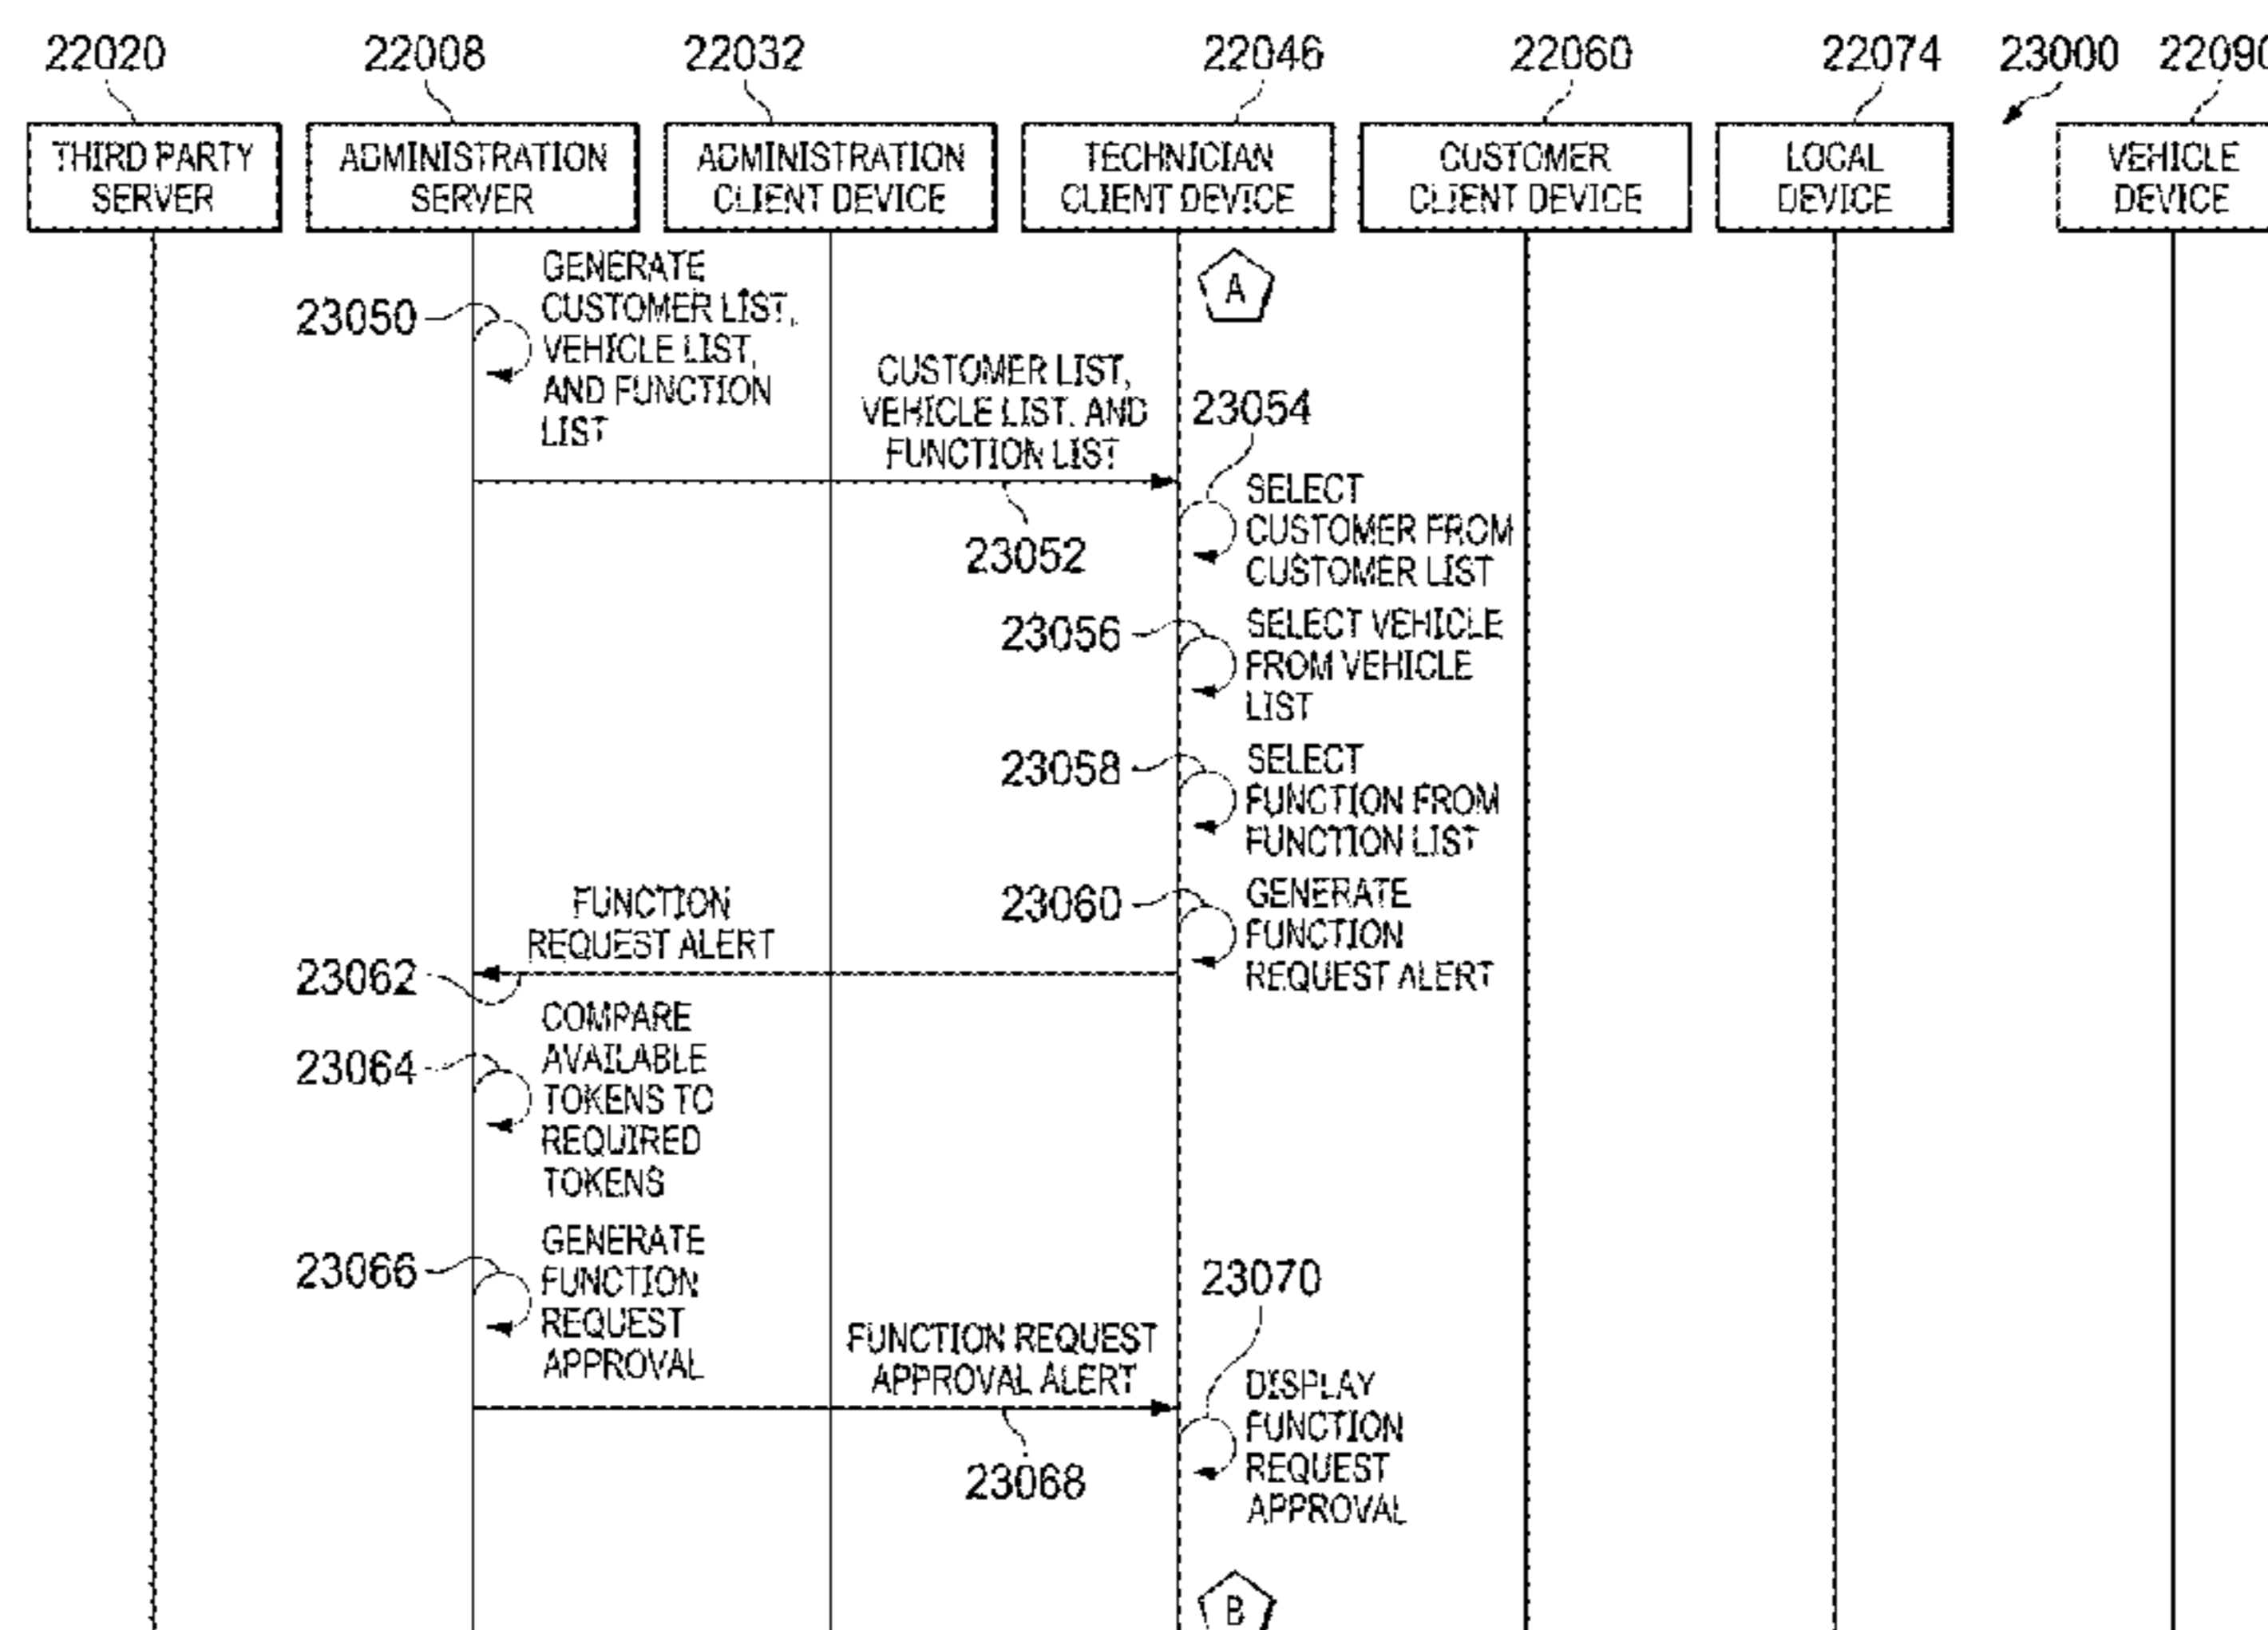 22020
22008
22032
22046
22060
22074
23000
22090
THIRD PARTY
SERVER
ADMINISTRATION
SERVER
ADMINISTRATION
CLIENT DEVICE
TECHNICIAN
CLIENT DEVICE
CUSTOMER
CLIENT DEVICE
LOCAL
DEVICE
VEHICLE
DEVICE
A
23050
GENERATE
CUSTOMER LIST,
VEHICLE LIST,
AND FUNCTION
LIST
CUSTOMER LIST,
VEHICLE LIST, AND
FUNCTION LIST
23052
23054
SELECT
CUSTOMER FROM
CUSTOMER LIST
23056
SELECT VEHICLE
FROM VEHICLE
LIST
23058
SELECT
FUNCTION FROM
FUNCTION LIST
23060
GENERATE
FUNCTION
REQUEST ALERT
FUNCTION
REQUEST ALERT
23062
23064
COMPARE
AVAILABLE
TOKENS TO
REQUIRED
TOKENS
23066
GENERATE
FUNCTION
REQUEST
APPROVAL
FUNCTION REQUEST
APPROVAL ALERT
23068
23070
DISPLAY
FUNCTION
REQUEST
APPROVAL
B